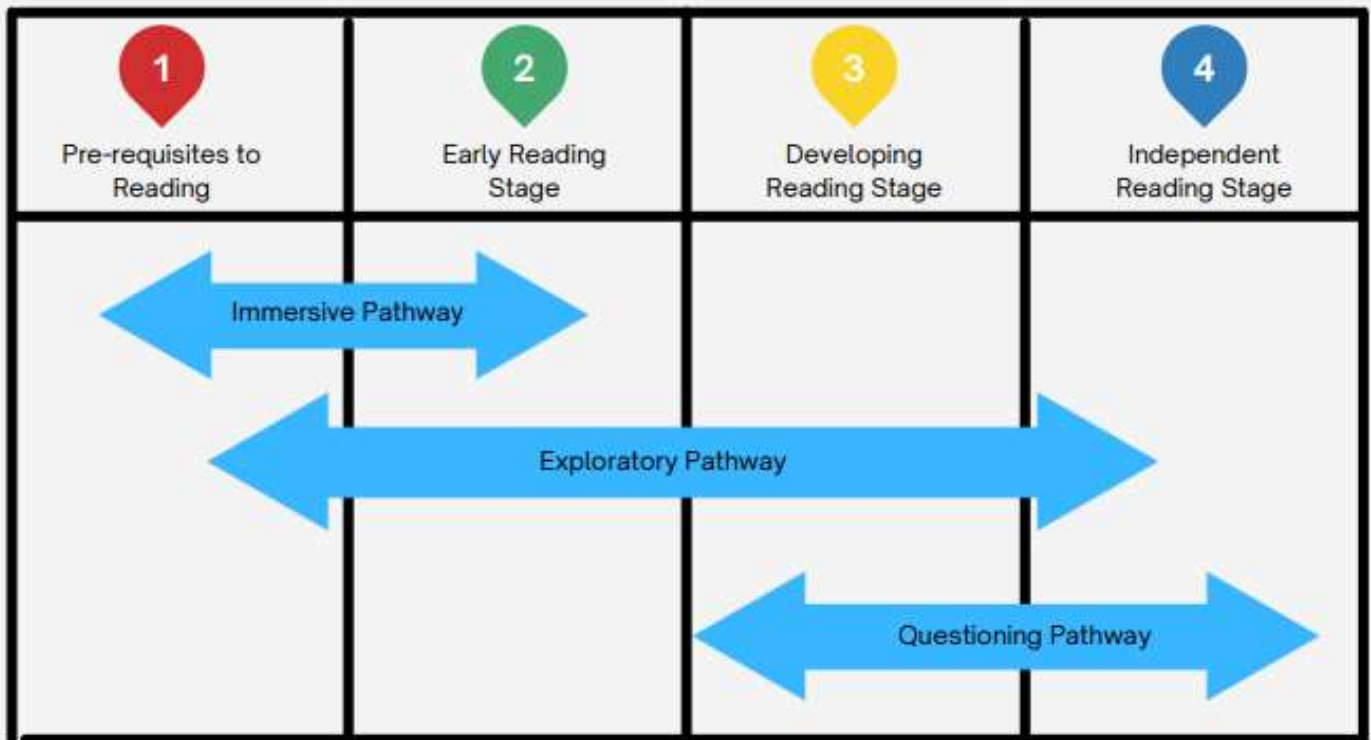 1
Pre-requisites to
Reading
2
Early Reading
Stage
3
Developing
Reading Stage
4
Independent
Reading Stage
Immersive Pathway
Exploratory Pathway
Questioning Pathway